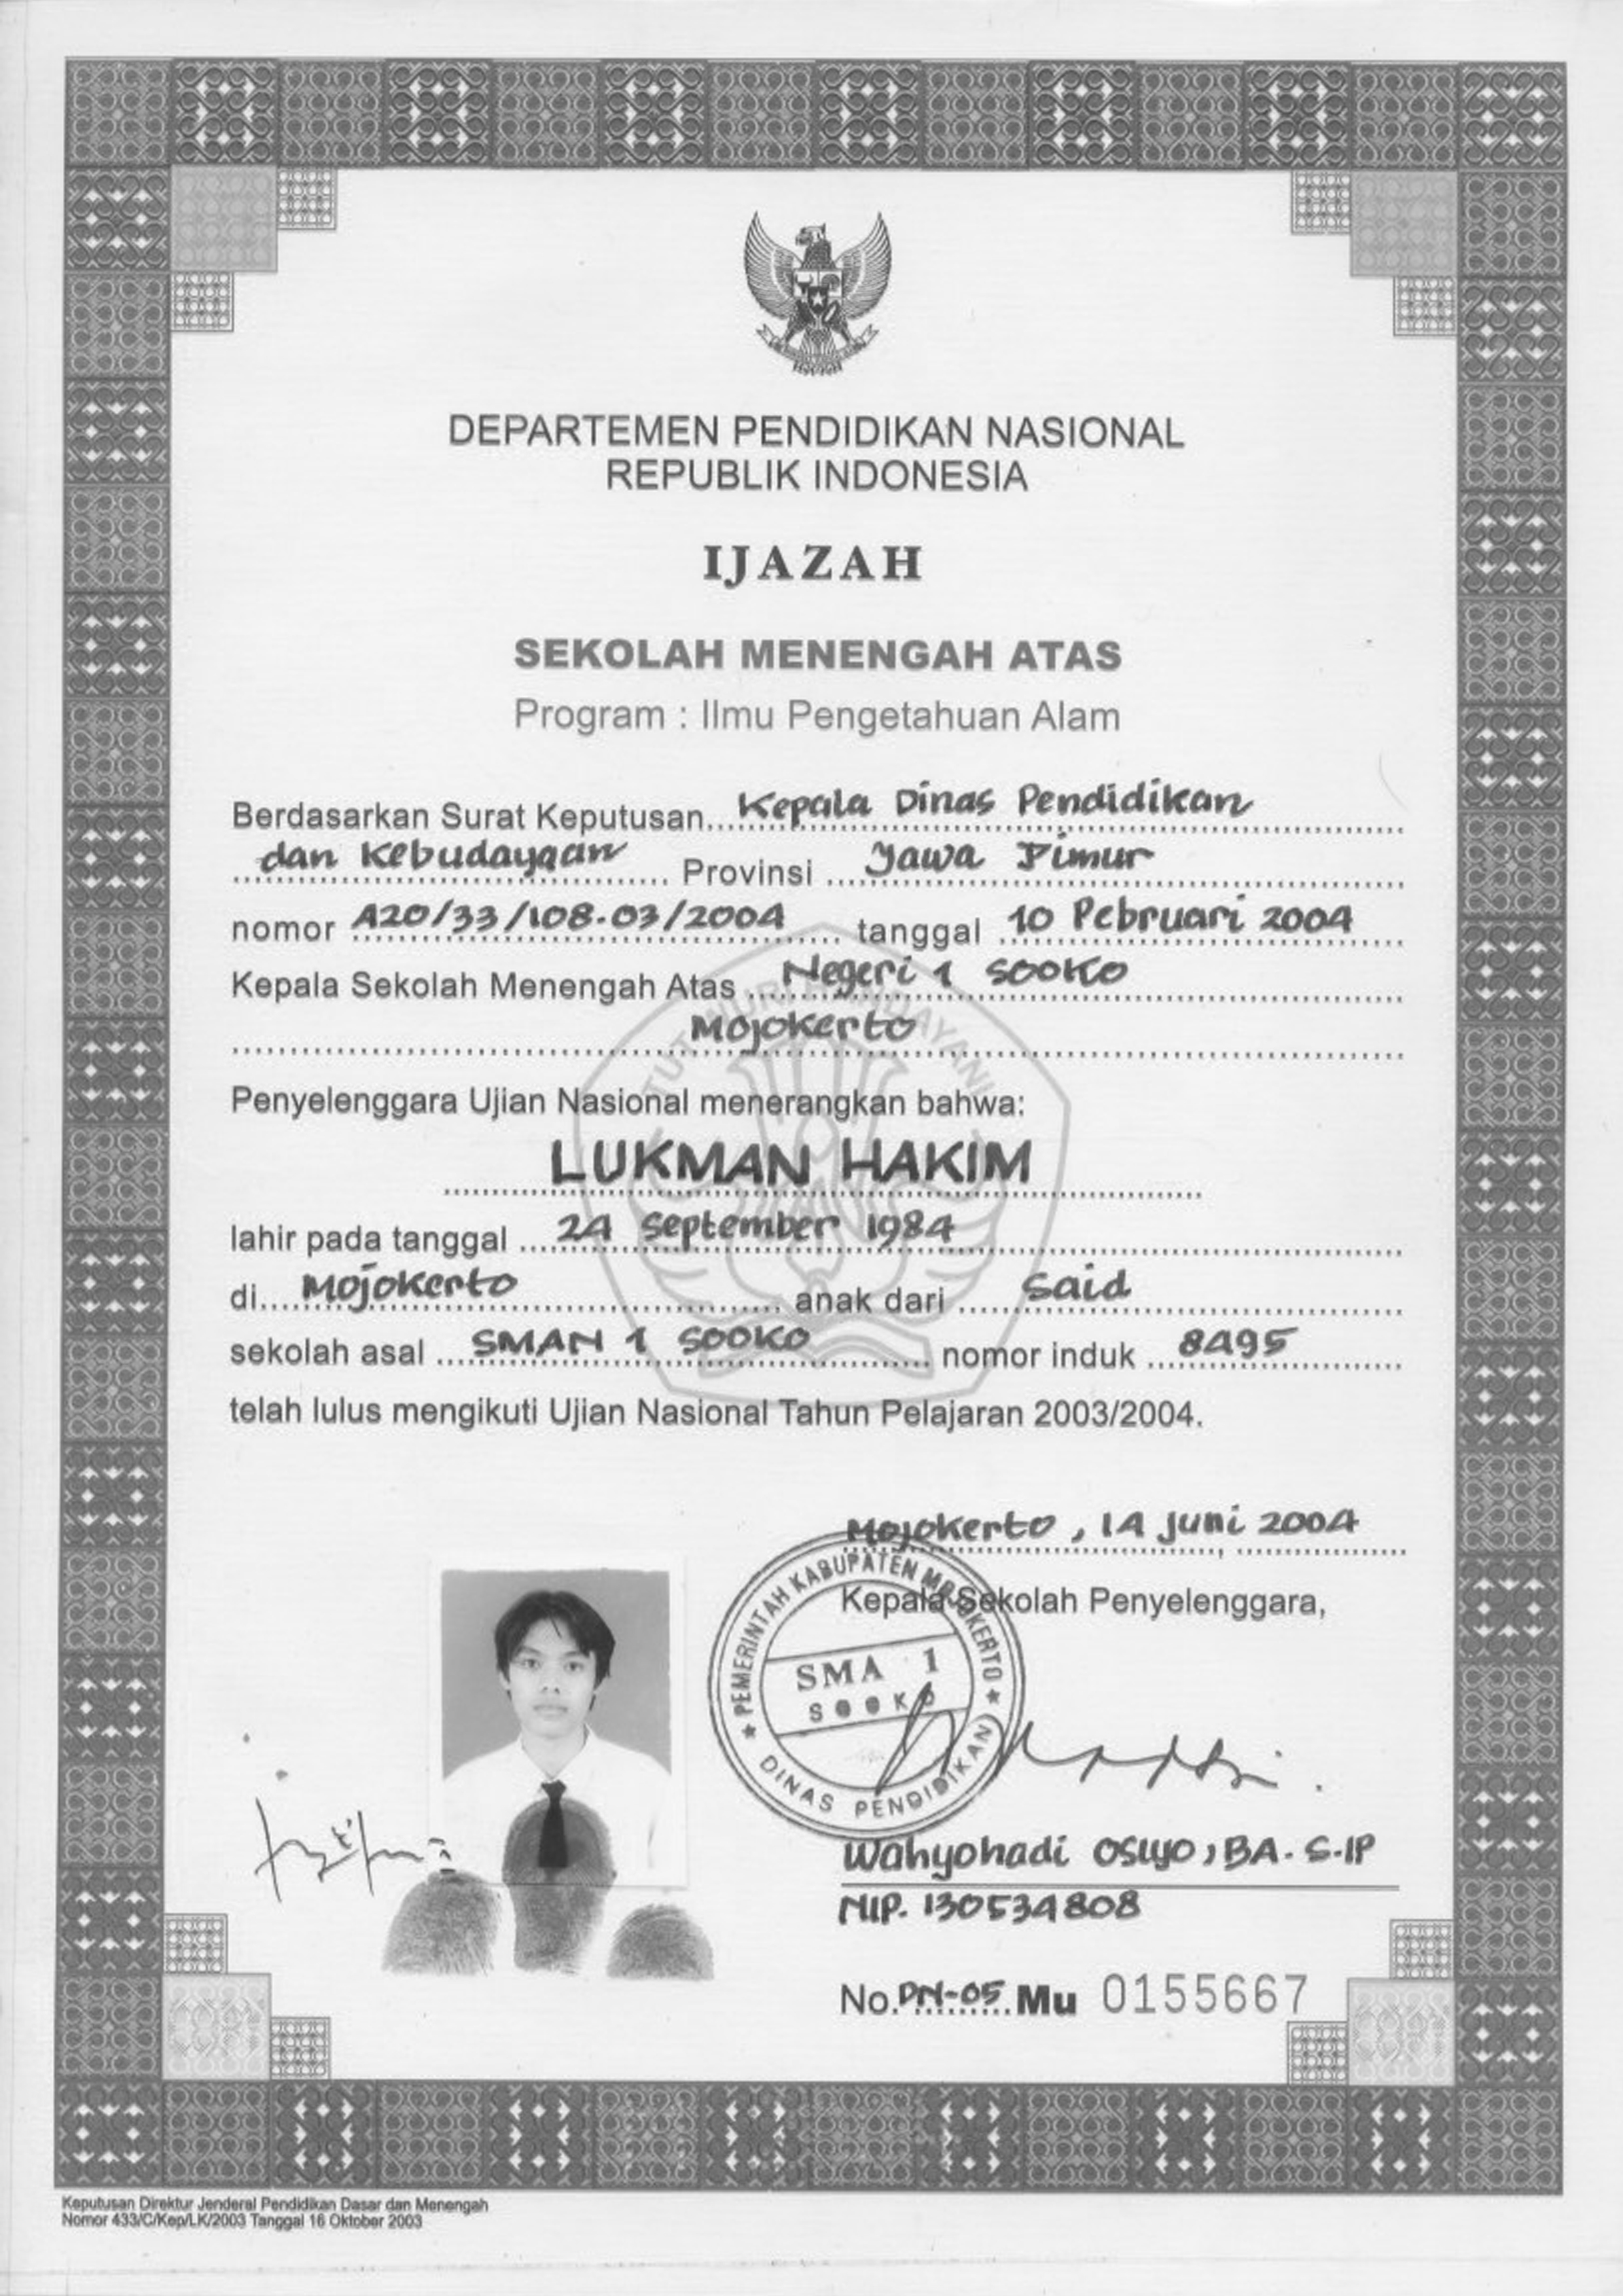 DEPARTEMEN PENDIDIKAN NASIONAL
REPUBLIK INDONESIA
IJAZAH
SEKOLAH MENENGAH ATAS
Program : Ilmu Pengetahuan Alam
Berdasarkan Surat Keputusan Kepala Dinas Pendidikan
dan Kebudayaan Provinsi Jawa Timur
nomor 420/33/108.03/2004 tanggal 10 Pebruari 2004
Kepala Sekolah Menengah Atas Negeri 1 Sooko
Mojokerto
TUT WURI HANDAYANI
Penyelenggara Ujian Nasional menerangkan bahwa:
LUKMAN HAKIM
lahir pada tanggal 24 September 1984
di Mojokerto anak dari Said
sekolah asal SMAN 1 SOOKO nomor induk 8495
telah lulus mengikuti Ujian Nasional Tahun Pelajaran 2003/2004.
Mojokerto, 14 Juni 2004
Kepala Sekolah Penyelenggara,
PEMERINTAH KABUPATEN MOJOKERTO
SMA 1
SOOKO
DINAS PENDIDIKAN
Wahyohadi Oswo, BA. S.IP
NIP. 130534808
No. DN-05 Mu 0155667
Keputusan Direktur Jenderal Pendidikan Dasar dan Menengah
Nomor 433/C/Kep/LK/2003 Tanggal 16 Oktober 2003